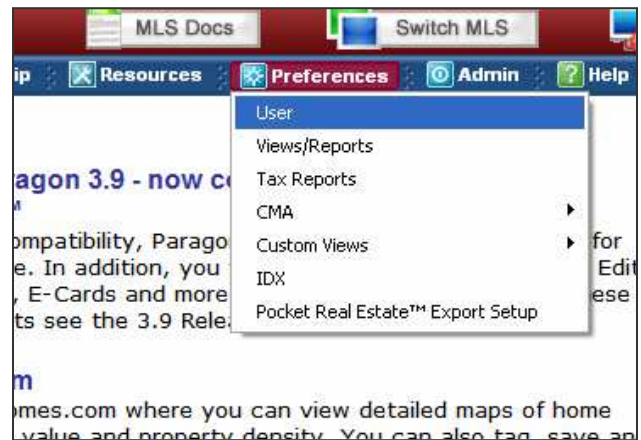 MLS Docs Switch MLS
ip Resources Preferences Admin Help
User
Views/Reports
Tax Reports
CMA
Custom Views
IDX
Pocket Real Estate™ Export Setup
agon 3.9 - now c
ompatibility, Parago for
e. In addition, you Edit
, E-Cards and more ese
ts see the 3.9 Rele
m
omes.com where you can view detailed maps of home
value and property density. You can also tag, save an